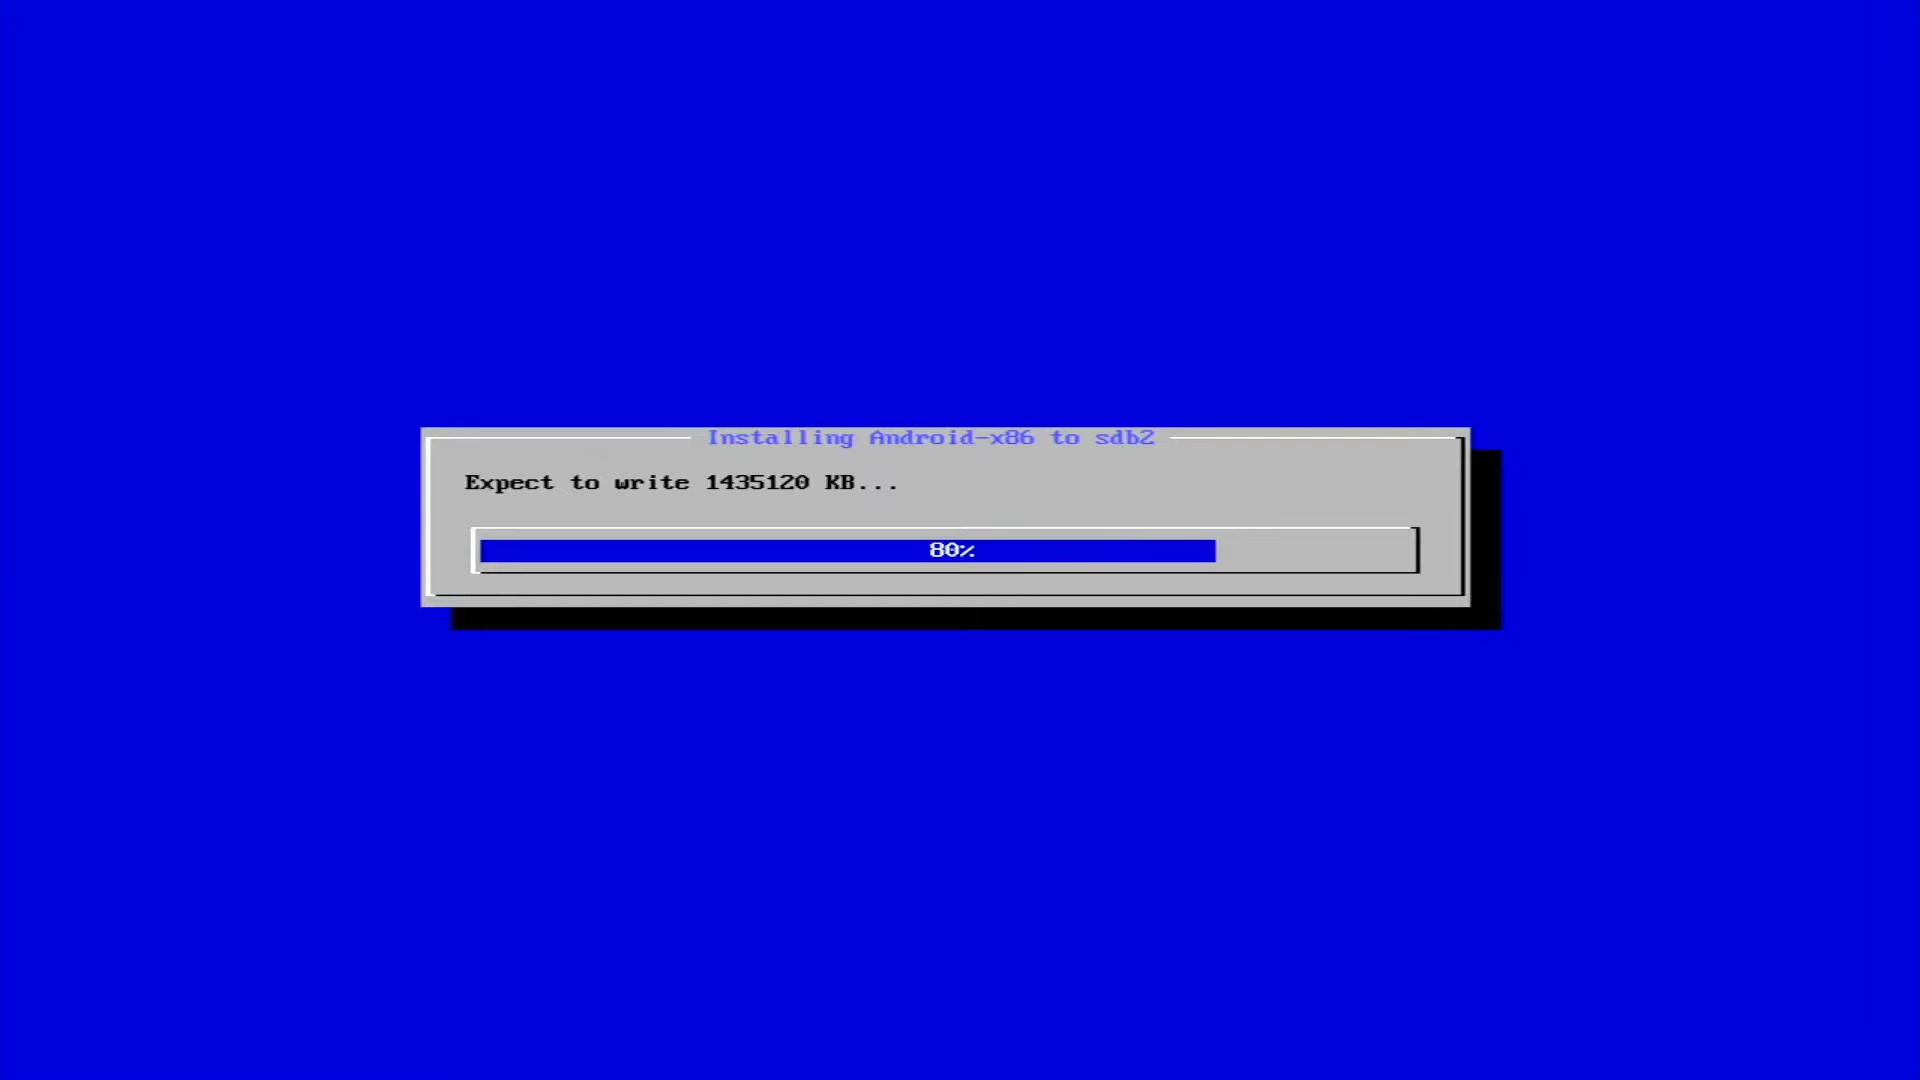 Installing Android-x86 to sdb2
Expect to write 1435120 KB...
80%